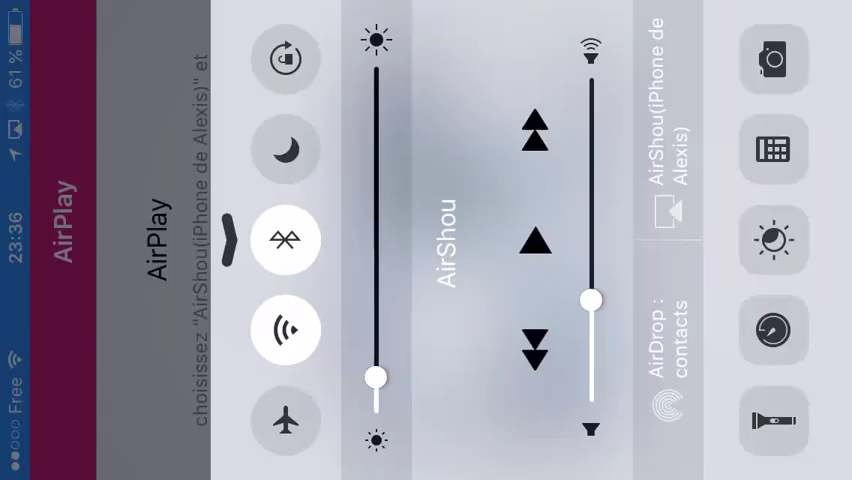 Free 23:36 61 %
AirPlay
AirPlay
choisissez "AirShou(iPhone de Alexis)" et
AirShou
AirDrop :
contacts
AirShou(iPhone de
Alexis)